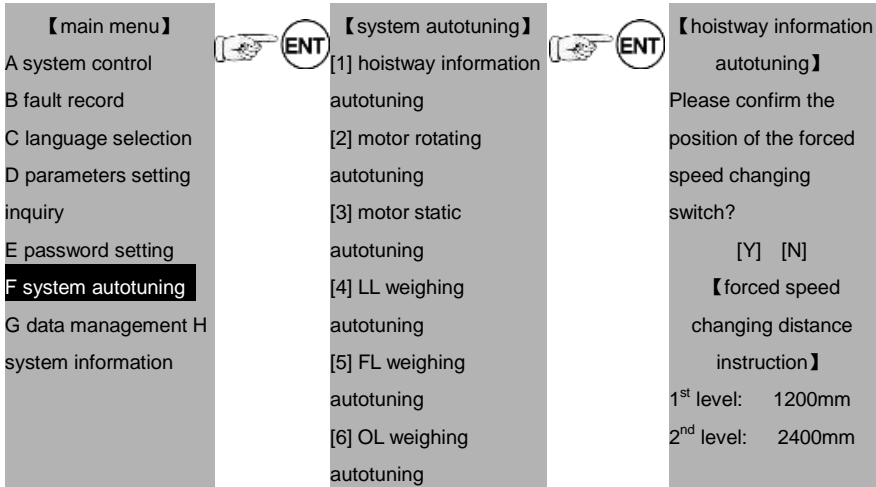 【main menu】
A system control
B fault record
C language selection
D parameters setting
inquiry
E password setting
F system autotuning
G data management H
system information
ENT
【system autotuning】
[1] hoistway information
autotuning
[2] motor rotating
autotuning
[3] motor static
autotuning
[4] LL weighing
autotuning
[5] FL weighing
autotuning
[6] OL weighing
autotuning
ENT
【hoistway information
autotuning】
Please confirm the
position of the forced
speed changing
switch?
[Y] [N]
【forced speed
changing distance
instruction】
1st level: 1200mm
2nd level: 2400mm